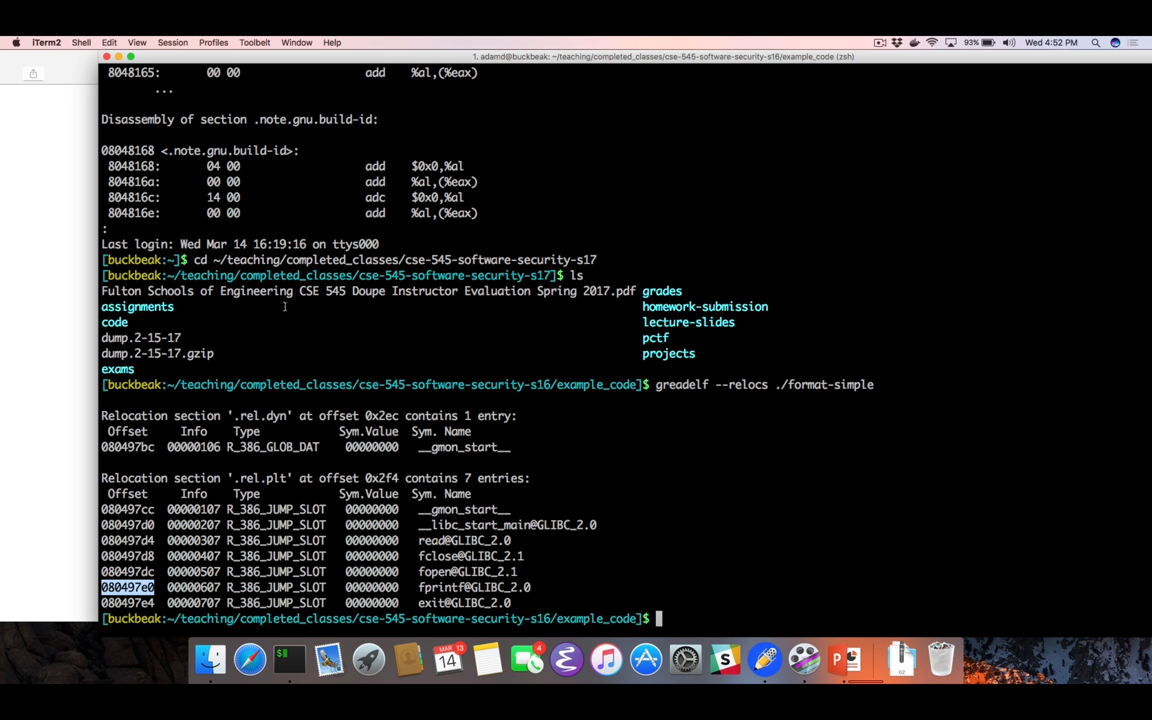 iTerm2 Shell Edit View Session Profiles Toolbelt Window Help 93% Wed 4:52 PM
1. adamd@buckbeak: ~/teaching/completed_classes/cse-545-software-security-s16/example_code (zsh)
8048165: 00 00 add %al,(%eax)
...
Disassembly of section .note.gnu.build-id:
08048168 <.note.gnu.build-id>:
8048168: 04 00 add $0x0,%al
804816a: 00 00 add %al,(%eax)
804816c: 14 00 adc $0x0,%al
804816e: 00 00 add %al,(%eax)
:
Last login: Wed Mar 14 16:19:16 on ttys000
[buckbeak:~]$ cd ~/teaching/completed_classes/cse-545-software-security-s17
[buckbeak:~/teaching/completed_classes/cse-545-software-security-s17]$ ls
Fulton Schools of Engineering CSE 545 Doupe Instructor Evaluation Spring 2017.pdf grades
assignments homework-submission
code lecture-slides
dump.2-15-17 pctf
dump.2-15-17.gzip projects
exams
[buckbeak:~/teaching/completed_classes/cse-545-software-security-s16/example_code]$ greadelf --relocs ./format-simple
Relocation section '.rel.dyn' at offset 0x2ec contains 1 entry:
Offset Info Type Sym.Value Sym. Name
080497bc 00000106 R_386_GLOB_DAT 00000000 __gmon_start__
Relocation section '.rel.plt' at offset 0x2f4 contains 7 entries:
Offset Info Type Sym.Value Sym. Name
080497cc 00000107 R_386_JUMP_SLOT 00000000 __gmon_start__
080497d0 00000207 R_386_JUMP_SLOT 00000000 __libc_start_main@GLIBC_2.0
080497d4 00000307 R_386_JUMP_SLOT 00000000 read@GLIBC_2.0
080497d8 00000407 R_386_JUMP_SLOT 00000000 fclose@GLIBC_2.1
080497dc 00000507 R_386_JUMP_SLOT 00000000 fopen@GLIBC_2.1
080497e0 00000607 R_386_JUMP_SLOT 00000000 fprintf@GLIBC_2.0
080497e4 00000707 R_386_JUMP_SLOT 00000000 exit@GLIBC_2.0
[buckbeak:~/teaching/completed_classes/cse-545-software-security-s16/example_code]$
MAR 13
14
4